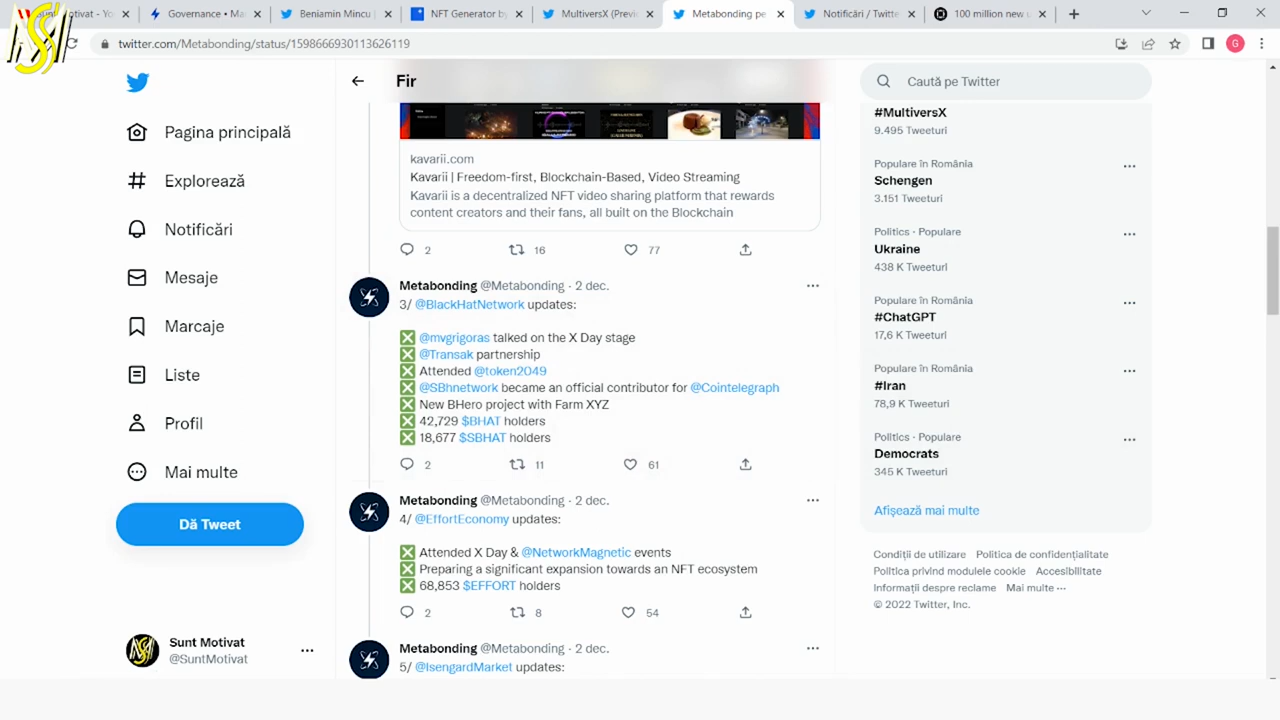 otivat - Yo
Governance • Ma
Beniamin Mincu |
NFT Generator by
MultiversX (Previ
Metabonding pe
Notificări / Twitte
100 million new u
twitter.com/Metabonding/status/1598666930113626119
G
Fir
Caută pe Twitter
Pagina principală
Explorează
Notificări
Mesaje
Marcaje
Liste
Profil
Mai multe
Dă Tweet
Sunt Motivat
@SuntMotivat
kavarii.com
Kavarii | Freedom-first, Blockchain-Based, Video Streaming
Kavarii is a decentralized NFT video sharing platform that rewards
content creators and their fans, all built on the Blockchain
2 16 77
Metabonding @Metabonding · 2 dec.
3/ @BlackHatNetwork updates:
❎ @mvgrigoras talked on the X Day stage
❎ @Transak partnership
❎ Attended @token2049
❎ @SBhnetwork became an official contributor for @Cointelegraph
❎ New BHero project with Farm XYZ
❎ 42,729 $BHAT holders
❎ 18,677 $SBHAT holders
2 11 61
Metabonding @Metabonding · 2 dec.
4/ @EffortEconomy updates:
❎ Attended X Day & @NetworkMagnetic events
❎ Preparing a significant expansion towards an NFT ecosystem
❎ 68,853 $EFFORT holders
2 8 54
Metabonding @Metabonding · 2 dec.
5/ @IsengardMarket updates:
#MultiversX
9.495 Tweeturi
Populare în România
Schengen
3.151 Tweeturi
Politics · Populare
Ukraine
438 K Tweeturi
Populare în România
#ChatGPT
17,6 K Tweeturi
Populare în România
#Iran
78,9 K Tweeturi
Politics · Populare
Democrats
345 K Tweeturi
Afișează mai multe
Condiții de utilizare Politica de confidențialitate
Politica privind modulele cookie Accesibilitate
Informații despre reclame Mai multe ···
© 2022 Twitter, Inc.